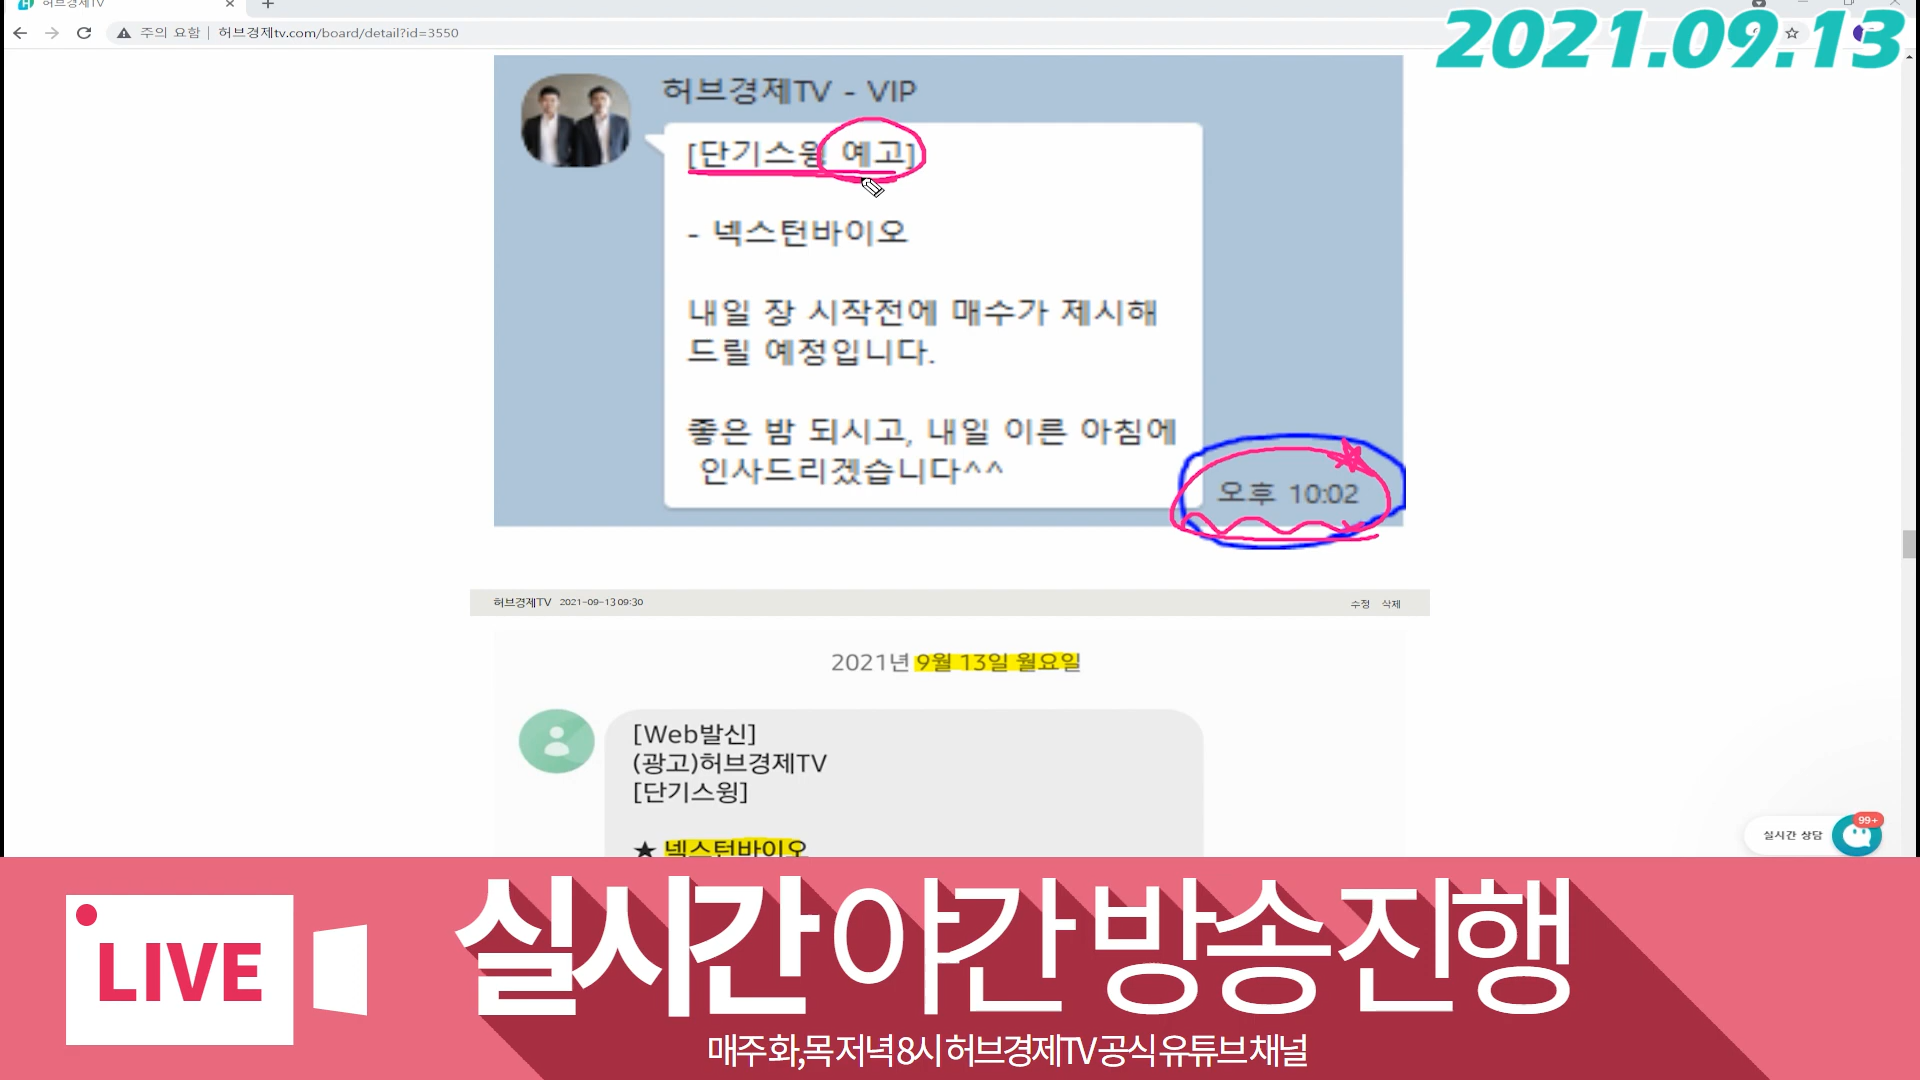 허브경제TV
주의 요함 | 허브경제tv.com/board/detail?id=3550
2021.09.13
허브경제TV - VIP
[단기스윙 예고]
- 넥스턴바이오
내일 장 시작전에 매수가 제시해
드릴 예정입니다.
좋은 밤 되시고, 내일 이른 아침에
인사드리겠습니다^^
오후 10:02
허브경제TV 2021-09-13 09:30
수정 삭제
2021년 9월 13일 월요일
[Web발신]
(광고)허브경제TV
[단기스윙]
★ 넥스턴바이오
실시간 상담
99+
LIVE
실시간 야간 방송 진행
매주 화,목 저녁 8시 허브경제TV 공식 유튜브 채널